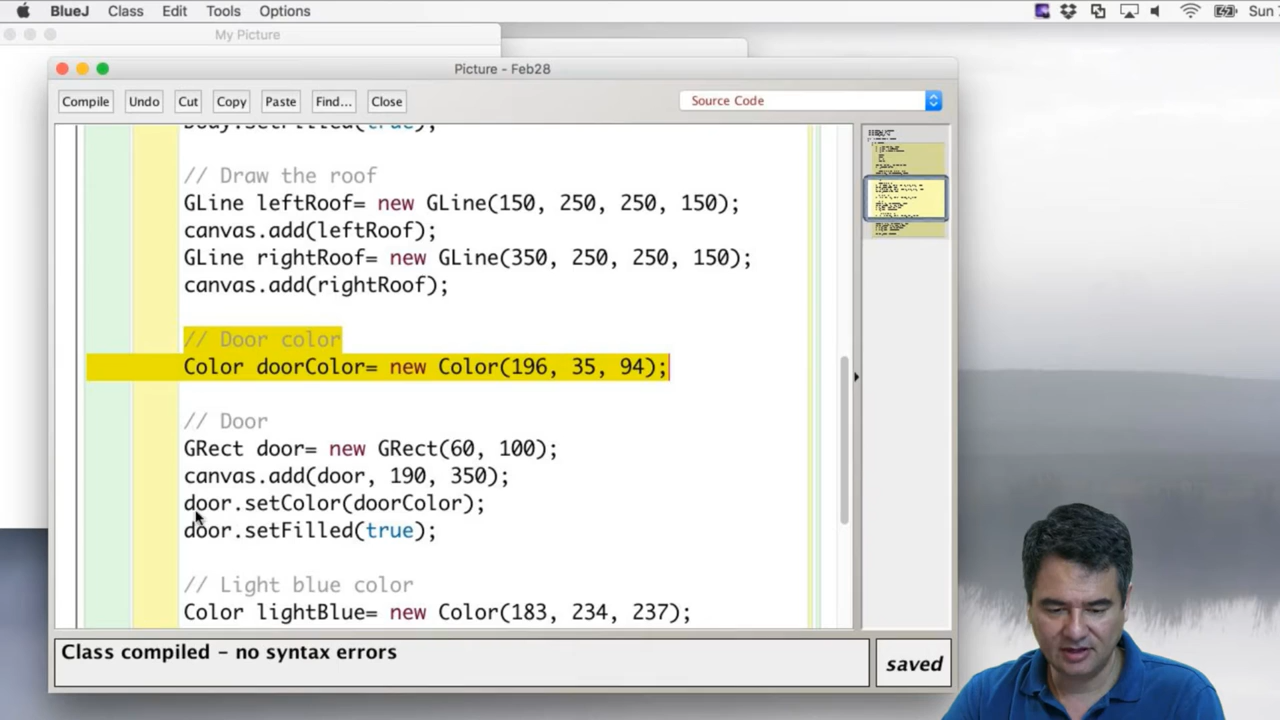 BlueJ Class Edit Tools Options Sun
My Picture
Picture - Feb28
Compile Undo Cut Copy Paste Find... Close Source Code
body.setFilled(true);
// Draw the roof
GLine leftRoof= new GLine(150, 250, 250, 150);
canvas.add(leftRoof);
GLine rightRoof= new GLine(350, 250, 250, 150);
canvas.add(rightRoof);
// Door color
Color doorColor= new Color(196, 35, 94);
// Door
GRect door= new GRect(60, 100);
canvas.add(door, 190, 350);
door.setColor(doorColor);
door.setFilled(true);
// Light blue color
Color lightBlue= new Color(183, 234, 237);
Class compiled - no syntax errors
saved